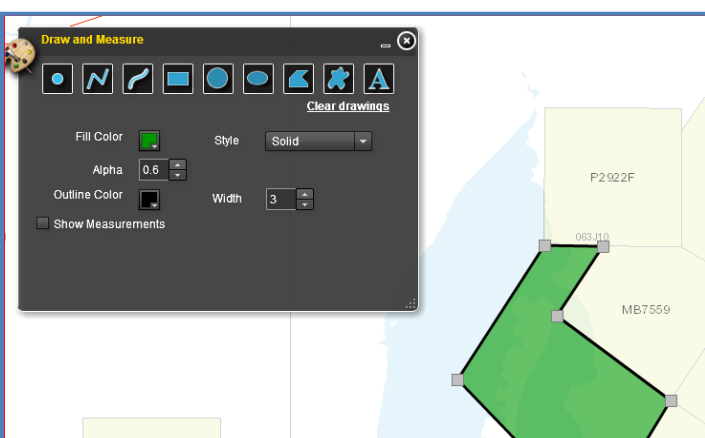 Draw and Measure
A
Clear drawings
Fill Color
Style
Solid
Alpha
0.6
Outline Color
Width
3
Show Measurements
P2922F
063J10
MB7559